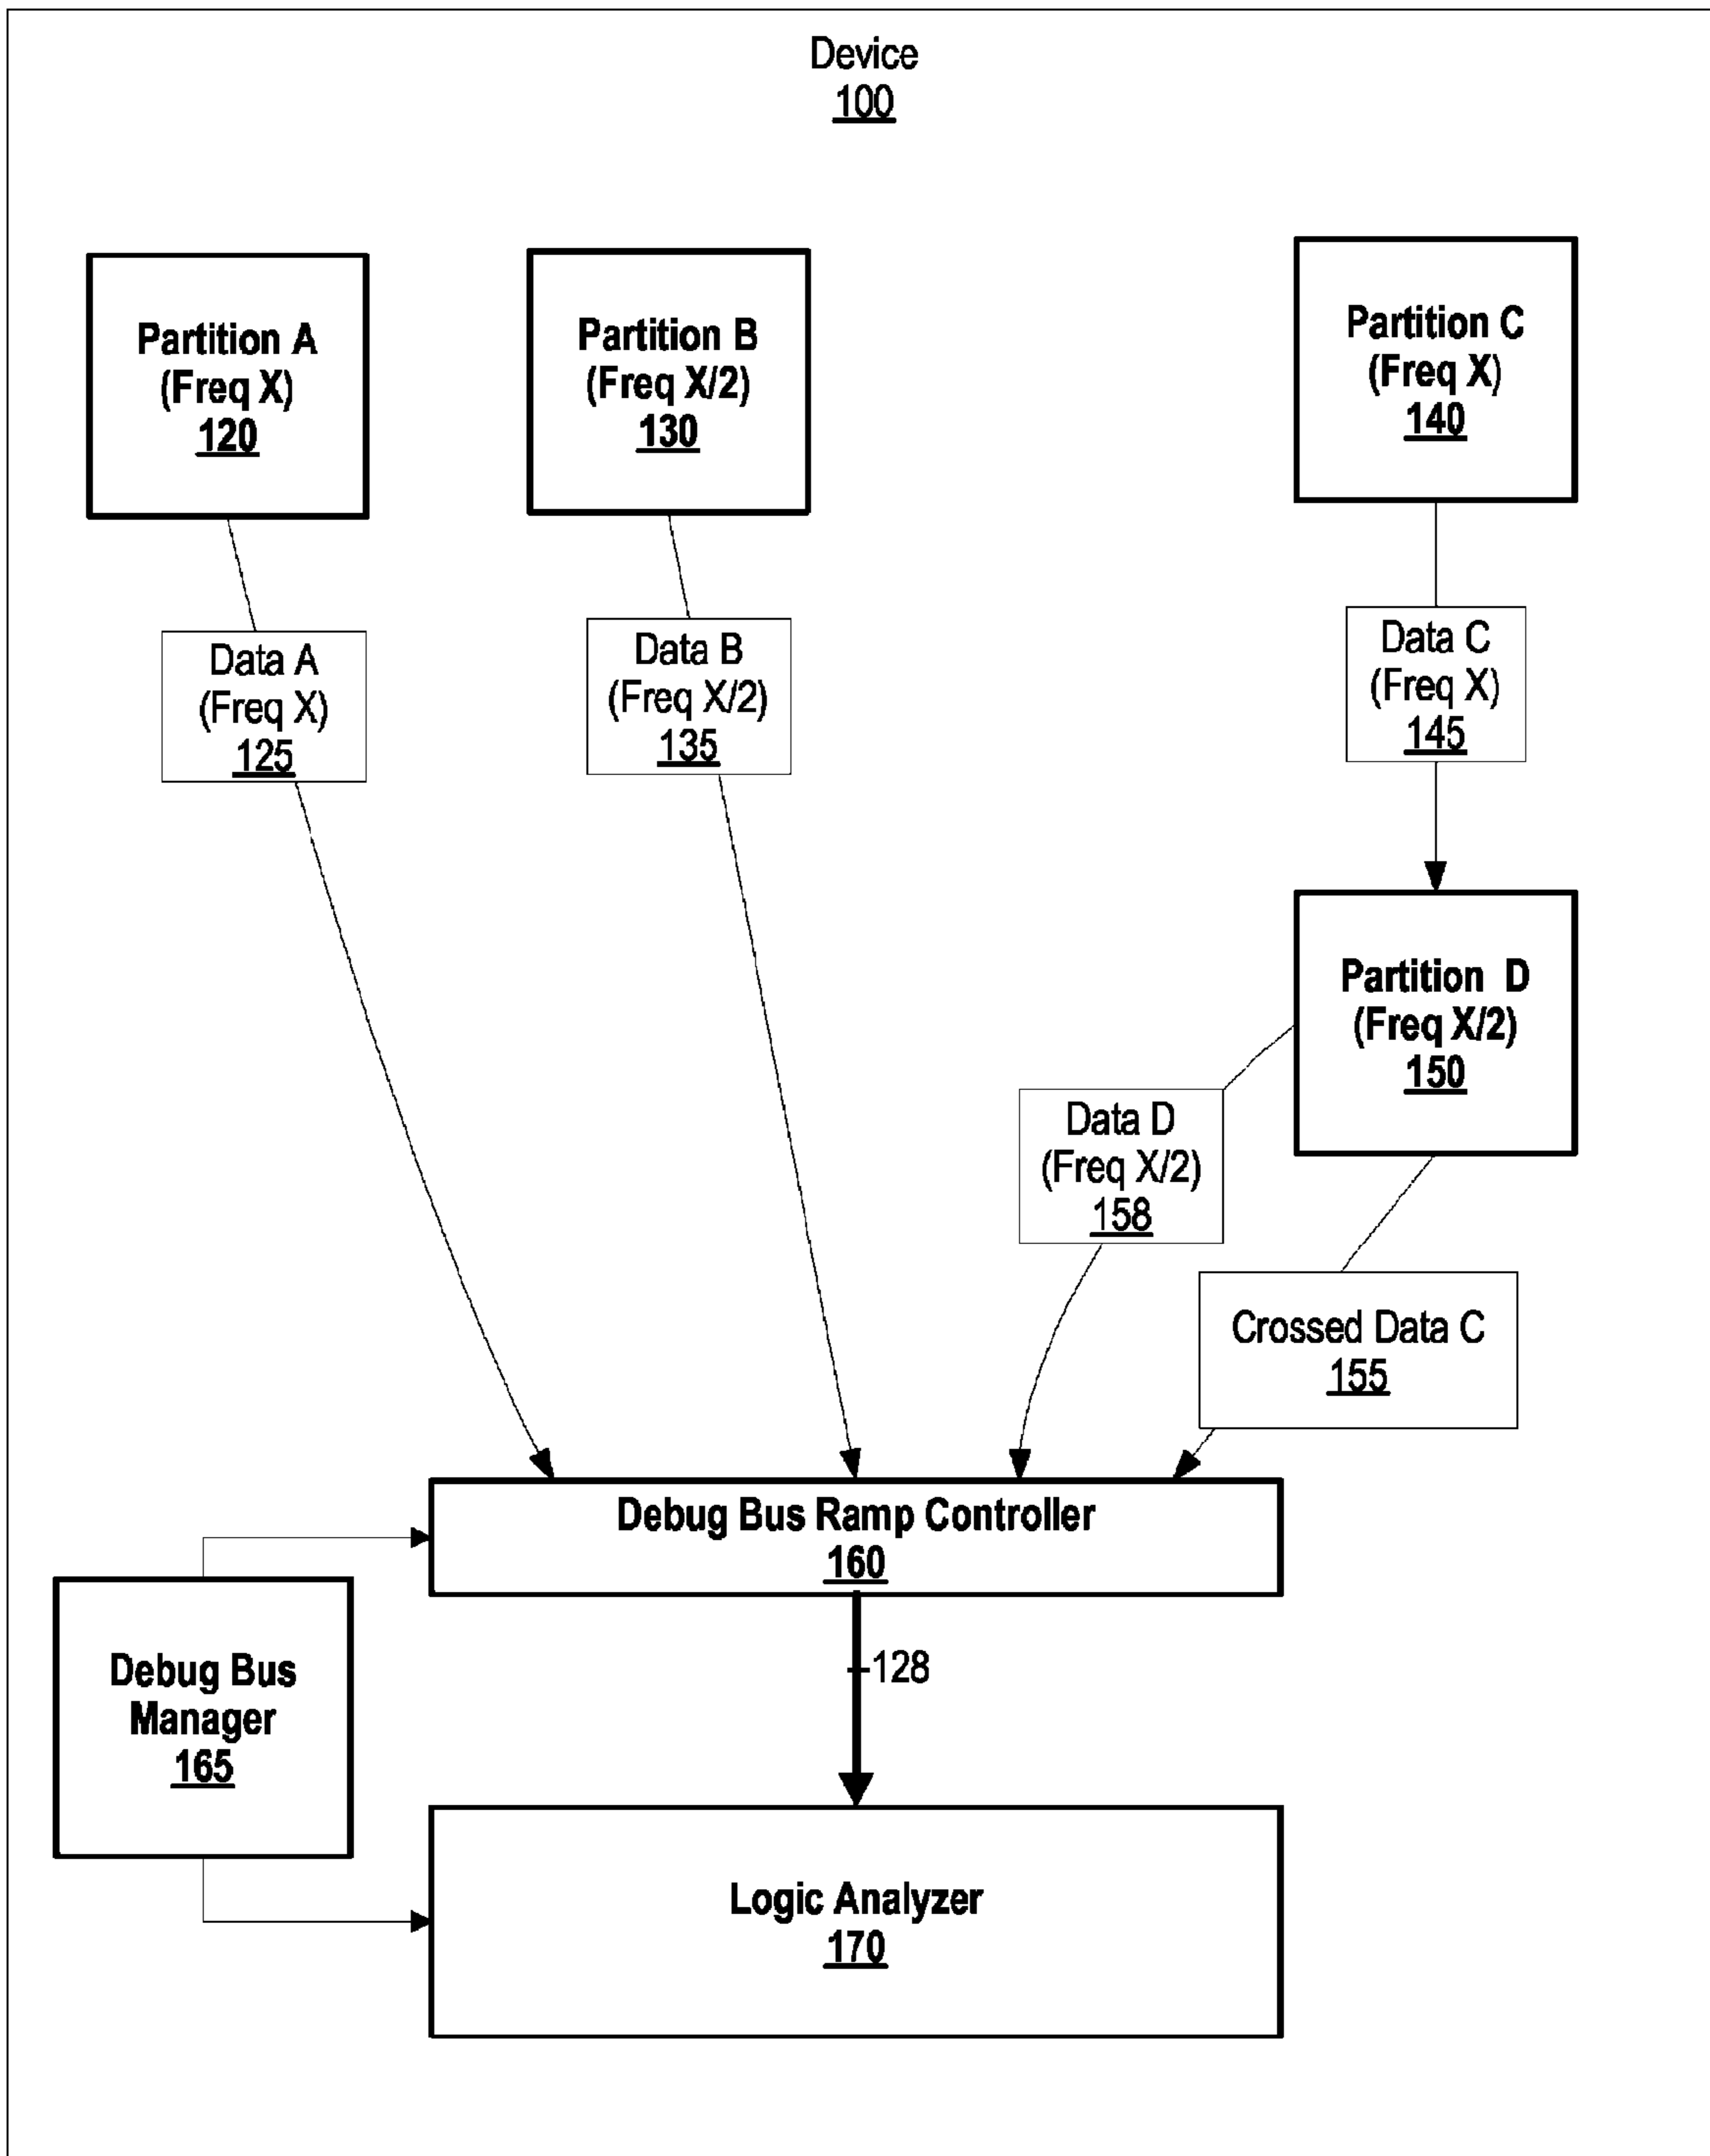 Device
100
Partition A
(Freq X)
120
Partition B
(Freq X/2)
130
Partition C
(Freq X)
140
Data A
(Freq X)
125
Data B
(Freq X/2)
135
Data C
(Freq X)
145
Partition D
(Freq X/2)
150
Data D
(Freq X/2)
158
Crossed Data C
155
Debug Bus Ramp Controller
160
128
Debug Bus
Manager
165
Logic Analyzer
170